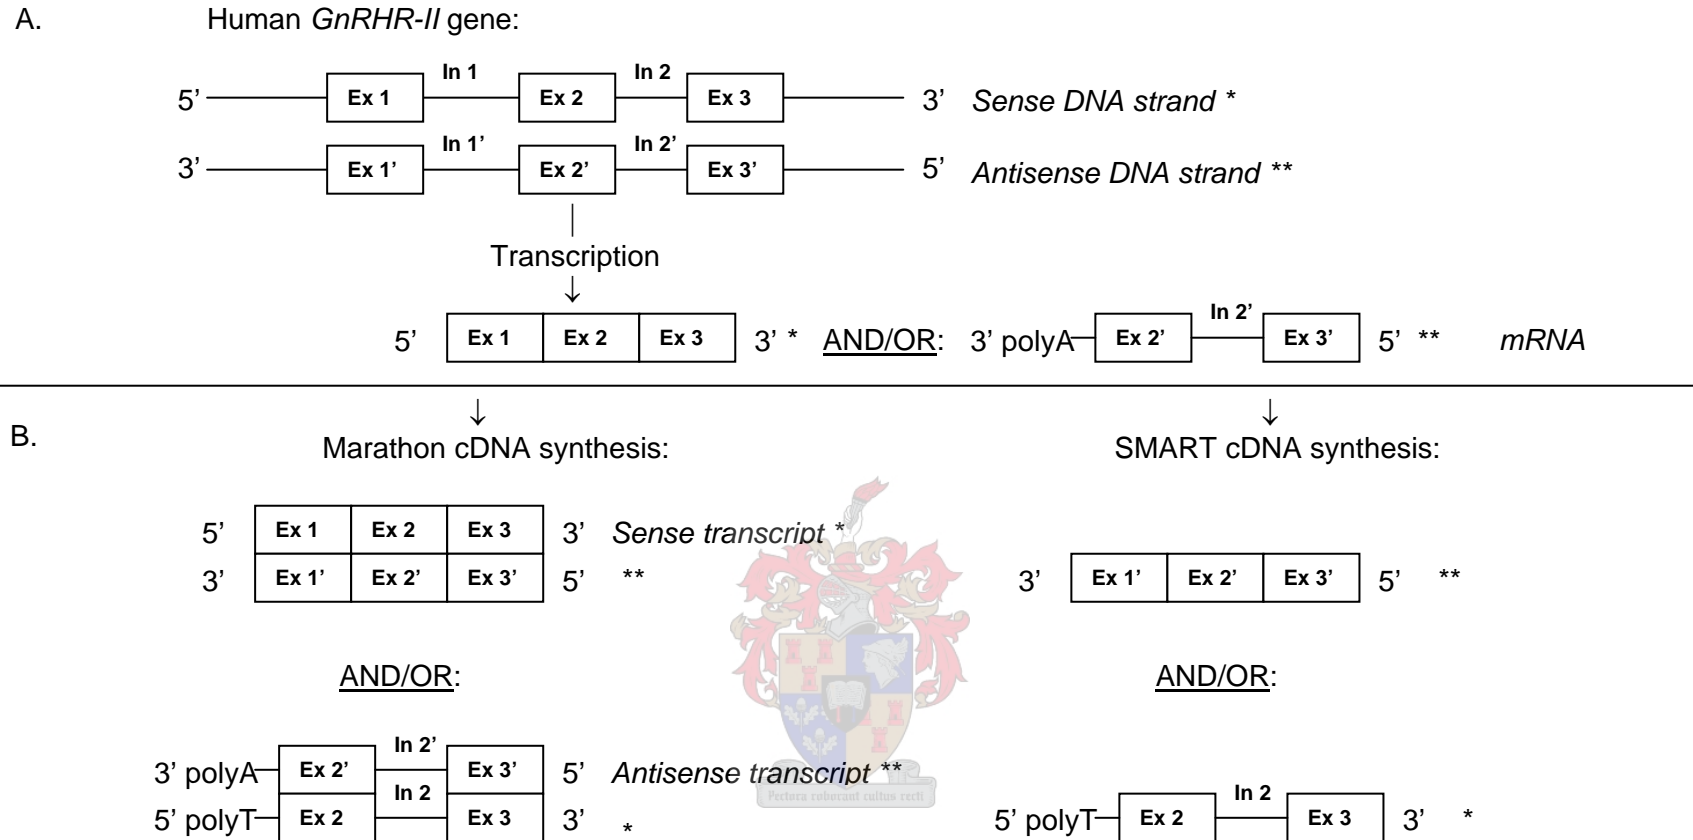 A. Human GnRHR-II gene:
In 1 In 2
5’ Ex 1 Ex 2 Ex 3 3’ Sense DNA strand *
In 1’ In 2’
3’ Ex 1’ Ex 2’ Ex 3’ 5’ Antisense DNA strand **
Transcription
In 2’
5’ Ex 1 Ex 2 Ex 3 3’ * AND/OR: 3’ polyA Ex 2’ Ex 3’ 5’ ** mRNA
B.
Marathon cDNA synthesis: SMART cDNA synthesis:
5’ Ex 1 Ex 2 Ex 3 3’ Sense transcript *
3’ Ex 1’ Ex 2’ Ex 3’ 5’ ** 3’ Ex 1’ Ex 2’ Ex 3’ 5’ **
AND/OR: AND/OR:
In 2’
3’ polyA Ex 2’ Ex 3’ 5’ Antisense transcript **
In 2 In 2
5’ polyT Ex 2 Ex 3 3’ * 5’ polyT Ex 2 Ex 3 3’ *
Pectora roborant cultus recti